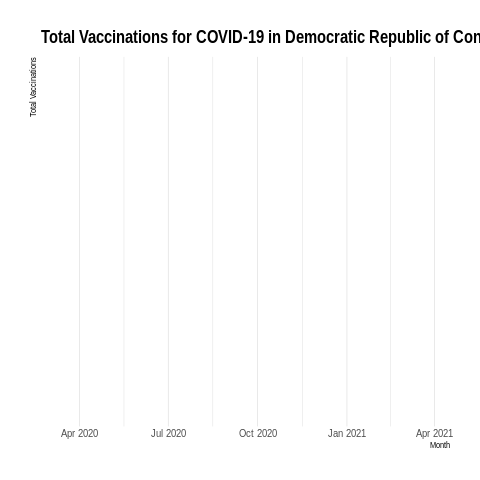 Total Vaccinations for COVID-19 in Democratic Republic of Con
Total Vaccinations
Apr 2020 Jul 2020 Oct 2020 Jan 2021 Apr 2021
Month